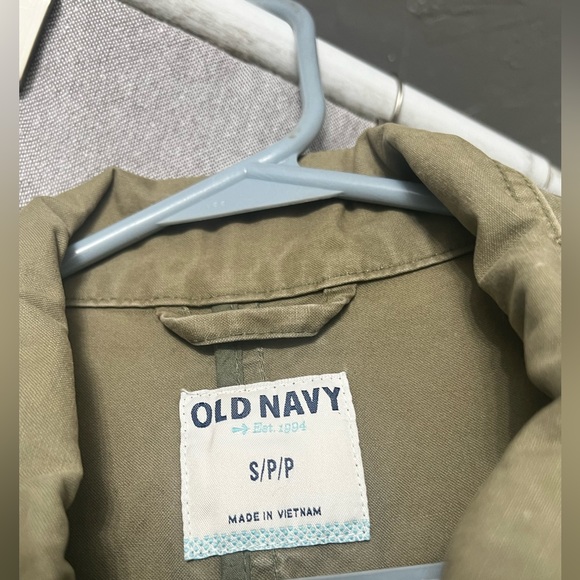 OLD NAVY
Est. 1994
S/P/P
MADE IN VIETNAM